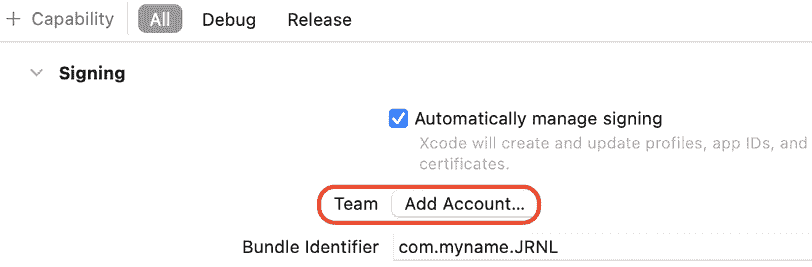 + Capability All Debug Release
Signing
Automatically manage signing
Xcode will create and update profiles, app IDs, and
certificates.
Team Add Account...
Bundle Identifier com.myname.JRNL